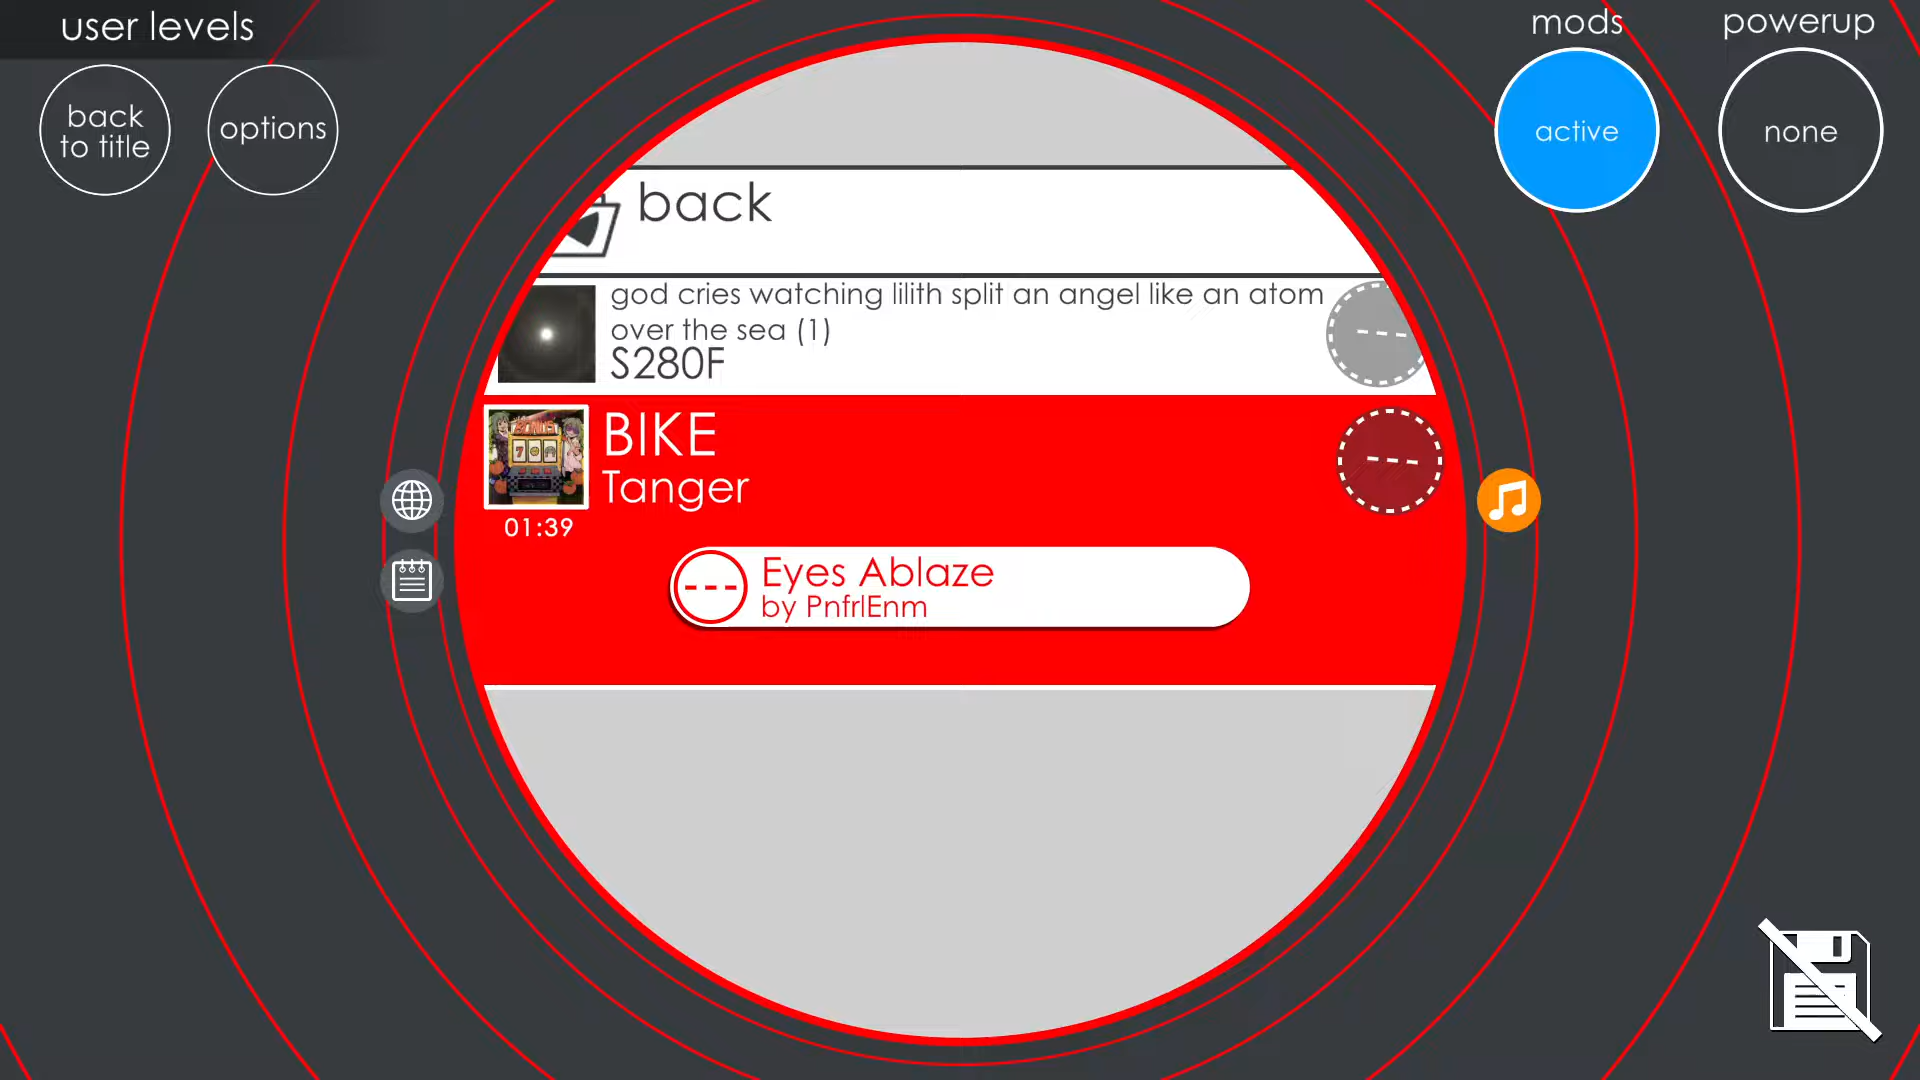 user levels
back
to title
options
mods
active
powerup
none
back
god cries watching lilith split an angel like an atom
over the sea (1)
S280F
BIKE
Tanger
01:39
Eyes Ablaze
by PnfrlEnm